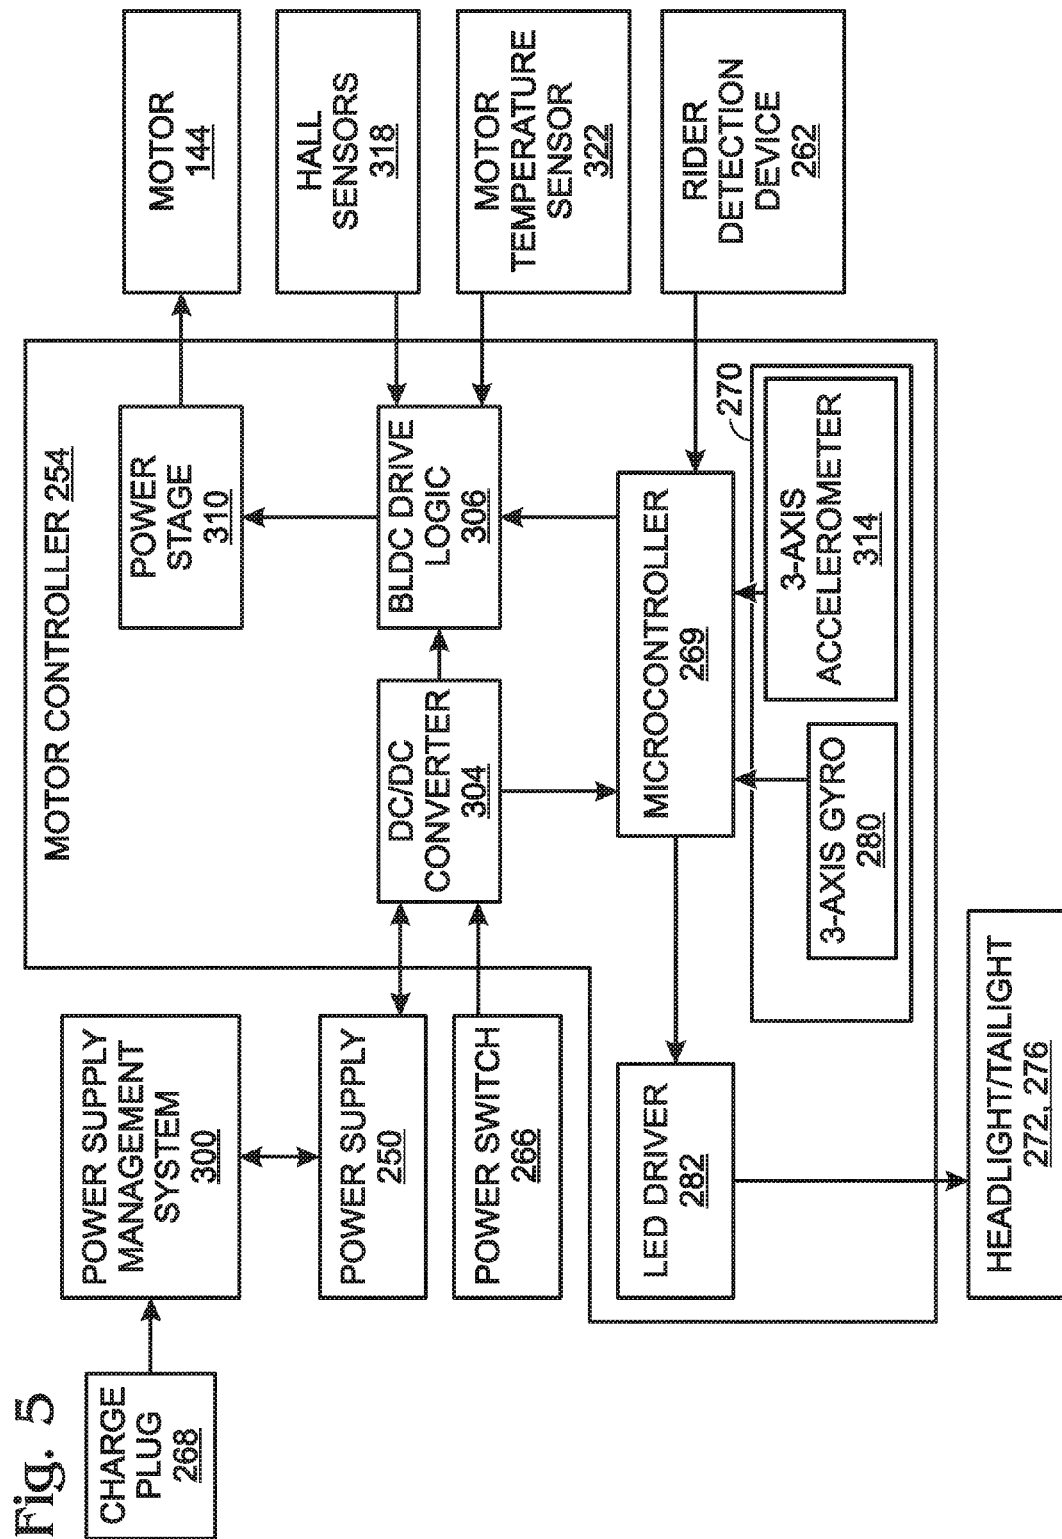 Fig. 5
CHARGE
PLUG
268
POWER SUPPLY
MANAGEMENT
SYSTEM
300
POWER SUPPLY
250
POWER SWITCH
266
MOTOR CONTROLLER 254
DC/DC
CONVERTER
304
POWER
STAGE
310
BLDC DRIVE
LOGIC
306
MICROCONTROLLER
269
LED DRIVER
282
270
3-AXIS GYRO
280
3-AXIS
ACCELEROMETER
314
MOTOR
144
HALL
SENSORS
318
MOTOR
TEMPERATURE
SENSOR
322
RIDER
DETECTION
DEVICE
262
HEADLIGHT/TAILIGHT
272, 276